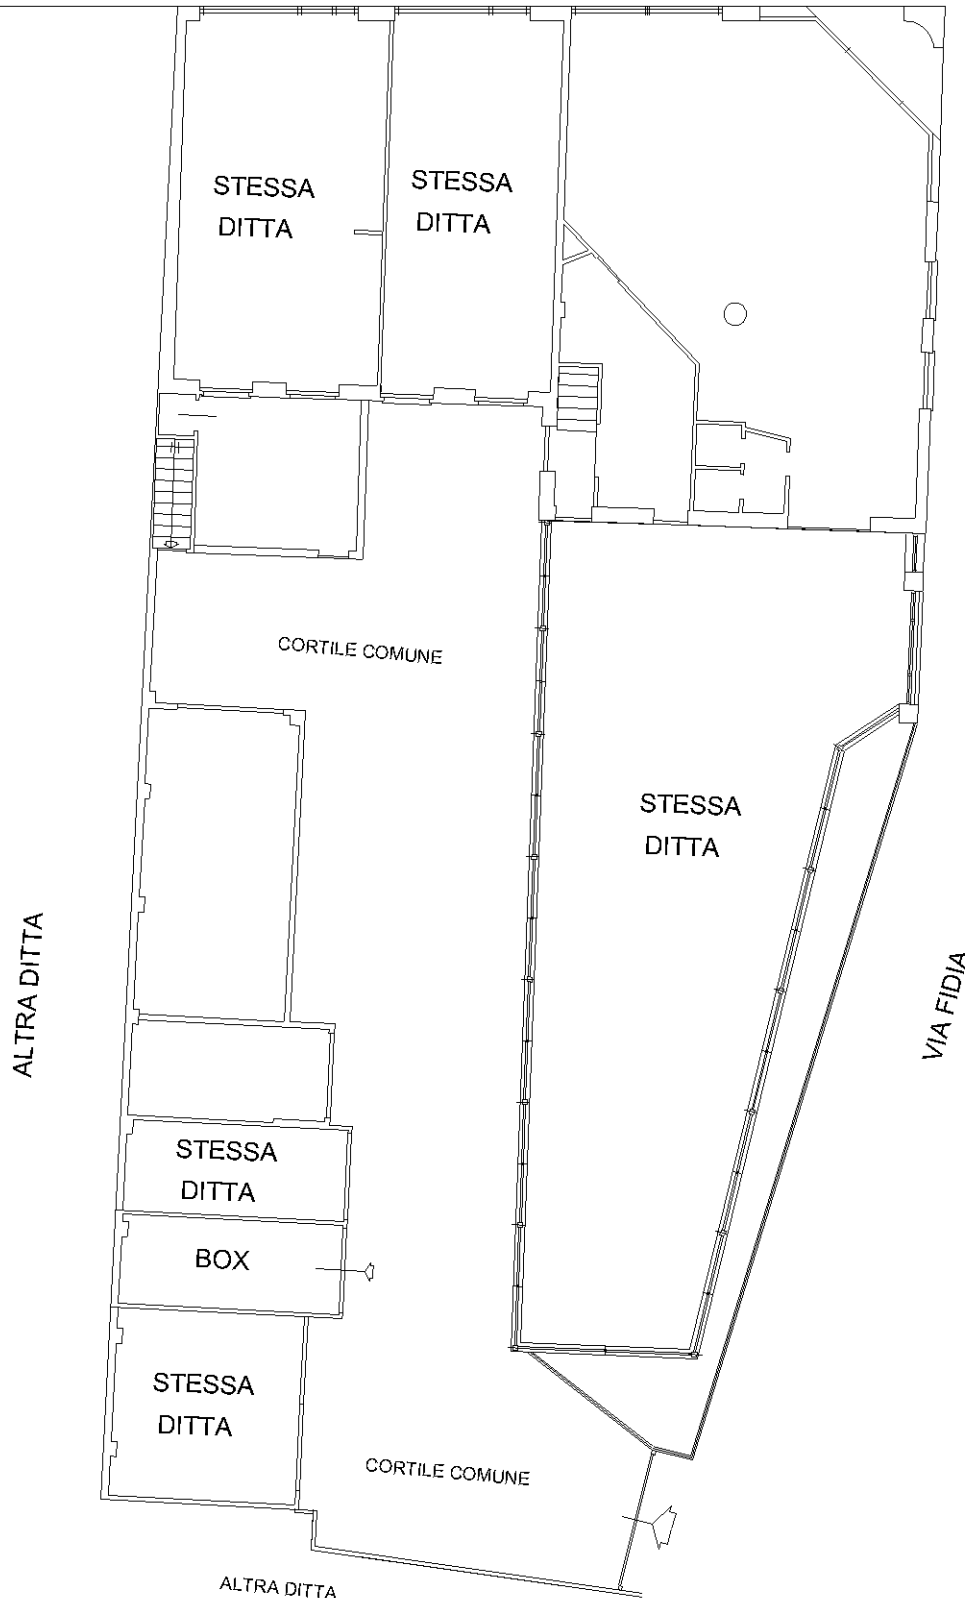 STESSA
DITTA
STESSA
DITTA
CORTILE COMUNE
STESSA
DITTA
ALTRA DITTA
VIA FIDIA
STESSA
DITTA
BOX
STESSA
DITTA
CORTILE COMUNE
ALTRA DITTA